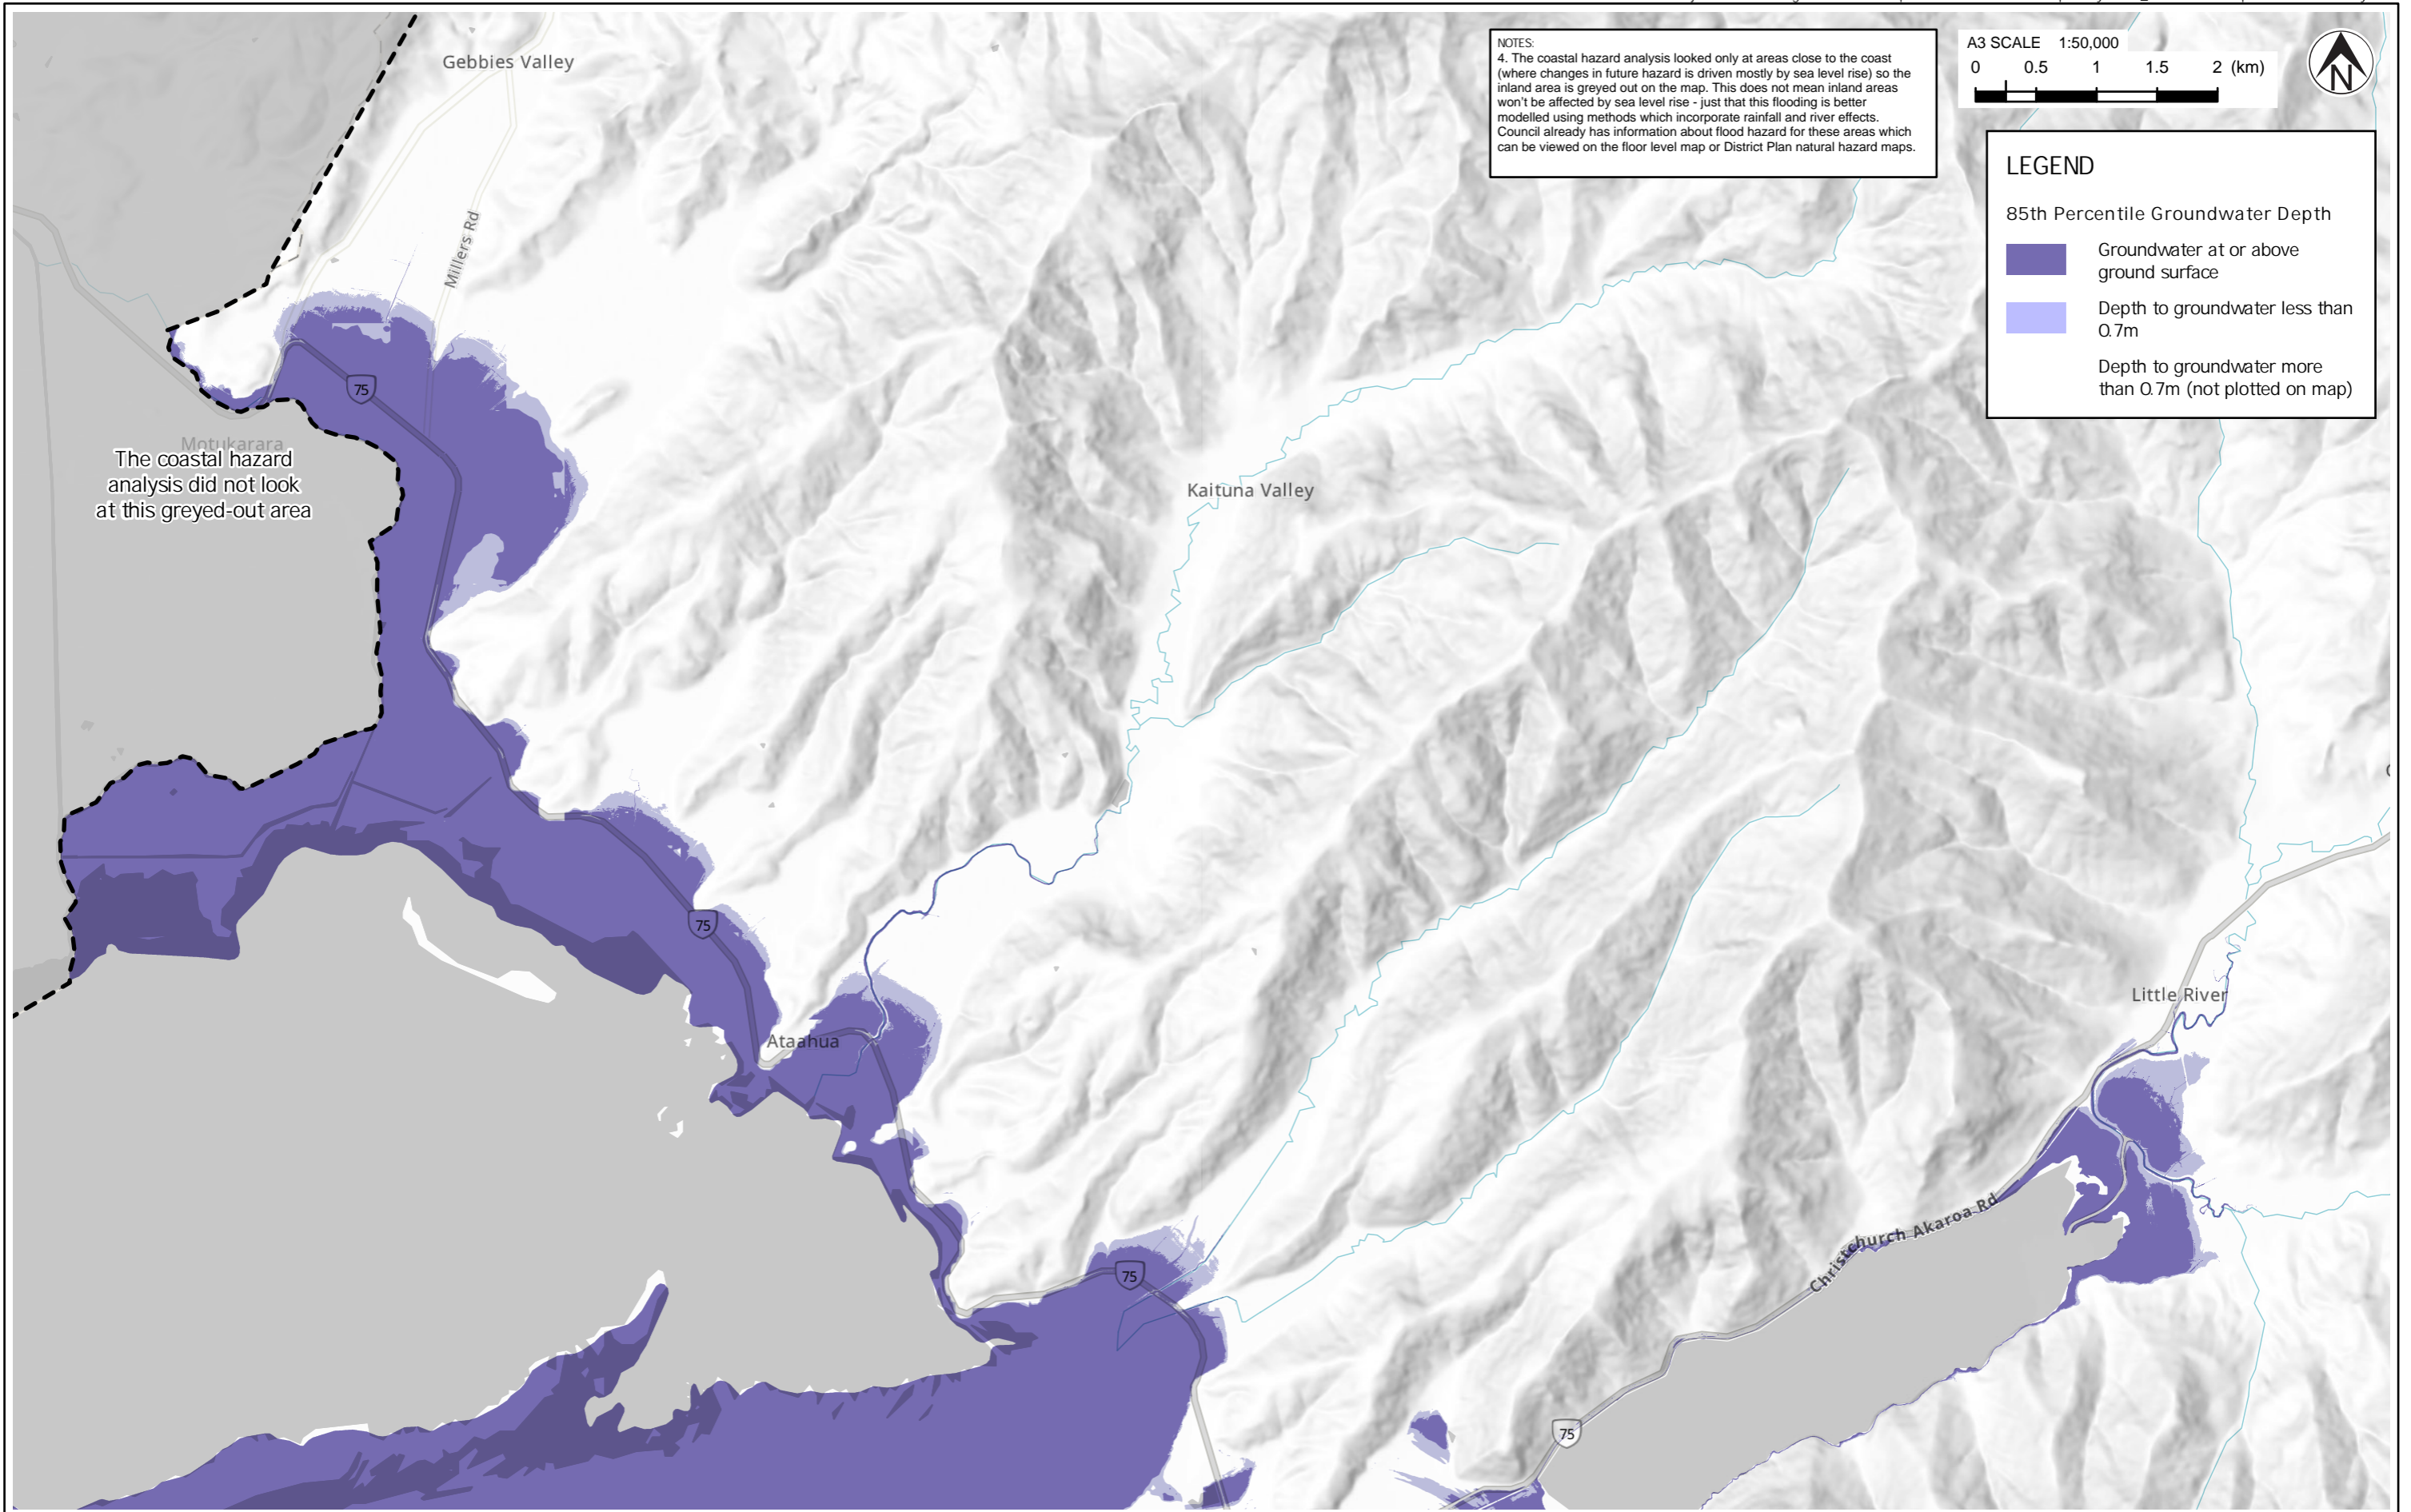 NOTES:
4. The coastal hazard analysis looked only at areas close to the coast
(where changes in future hazard is driven mostly by sea level rise) so the
inland area is greyed out on the map. This does not mean inland areas
won't be affected by sea level rise - just that this flooding is better
modelled using methods which incorporate rainfall and river effects.
Council already has information about flood hazard for these areas which
can be viewed on the floor level map or District Plan natural hazard maps.
A3 SCALE 1:50,000
0 0.5 1 1.5 2 (km)
N
LEGEND
85th Percentile Groundwater Depth
Groundwater at or above
ground surface
Depth to groundwater less than
0.7m
Depth to groundwater more
than 0.7m (not plotted on map)
Gebbies Valley
Millers Rd
75
Motukarara
The coastal hazard
analysis did not look
at this greyed-out area
Kaituna Valley
75
Little River
Ataahua
Christchurch Akaroa Rd
75
75